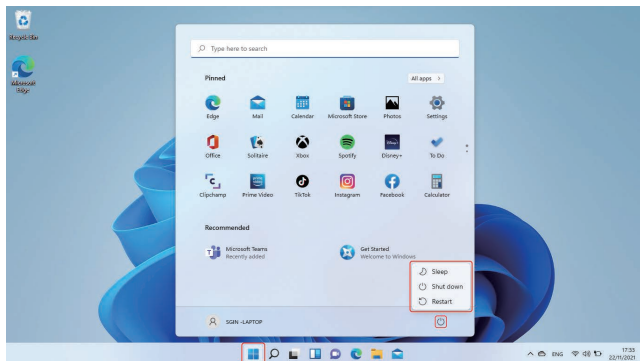 Recycle Bin
Microsoft
Edge
Type here to search
Pinned
All apps >
Edge
Mail
Calendar
Microsoft Store
Photos
Settings
Office
Solitaire
Xbox
Spotify
Disney+
To Do
Clipchamp
Prime Video
TikTok
Instagram
Facebook
Calculator
Recommended
Microsoft Teams
Recently added
Get Started
Welcome to Windows
Sleep
Shut down
Restart
SGIN -LAPTOP
ENG
17:33
22/11/2021